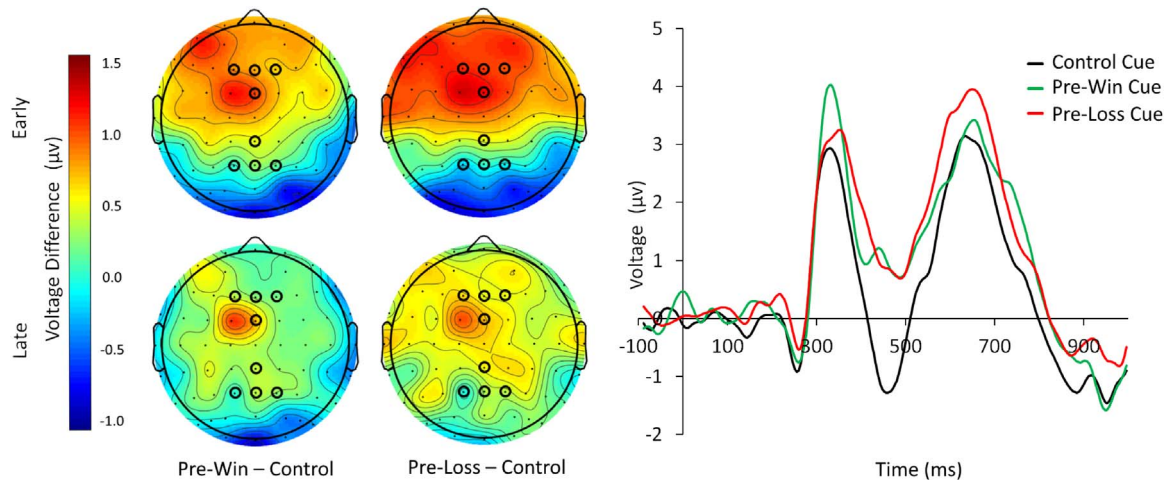 Early
Late
Voltage Difference (μv)
1.5
1.0
0.5
0.0
-0.5
-1.0
Pre-Win – Control
Pre-Loss – Control
Voltage (μv)
5
4
3
2
1
0
-1
-2
-100
100
300
500
700
900
Time (ms)
Control Cue
Pre-Win Cue
Pre-Loss Cue